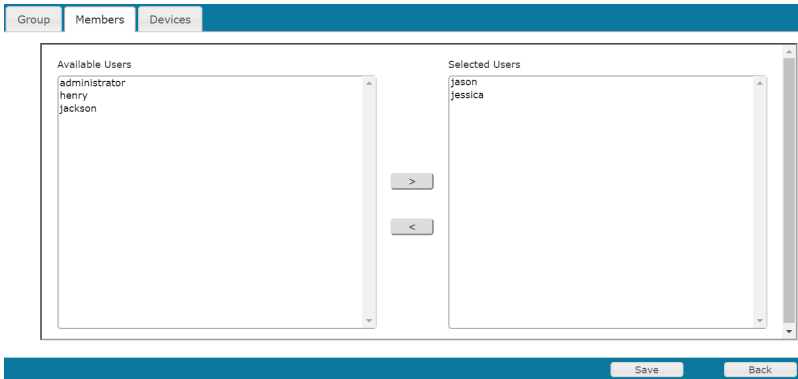 Group Members Devices
Available Users
Selected Users
administrator
henry
jackson
jason
jessica
>
<
Save Back